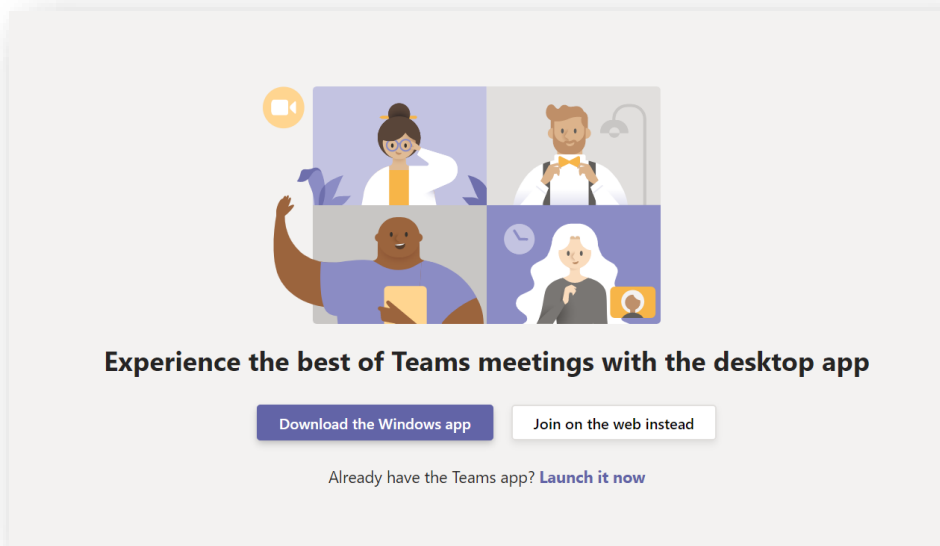 Experience the best of Teams meetings with the desktop app
Download the Windows app
Join on the web instead
Already have the Teams app? Launch it now